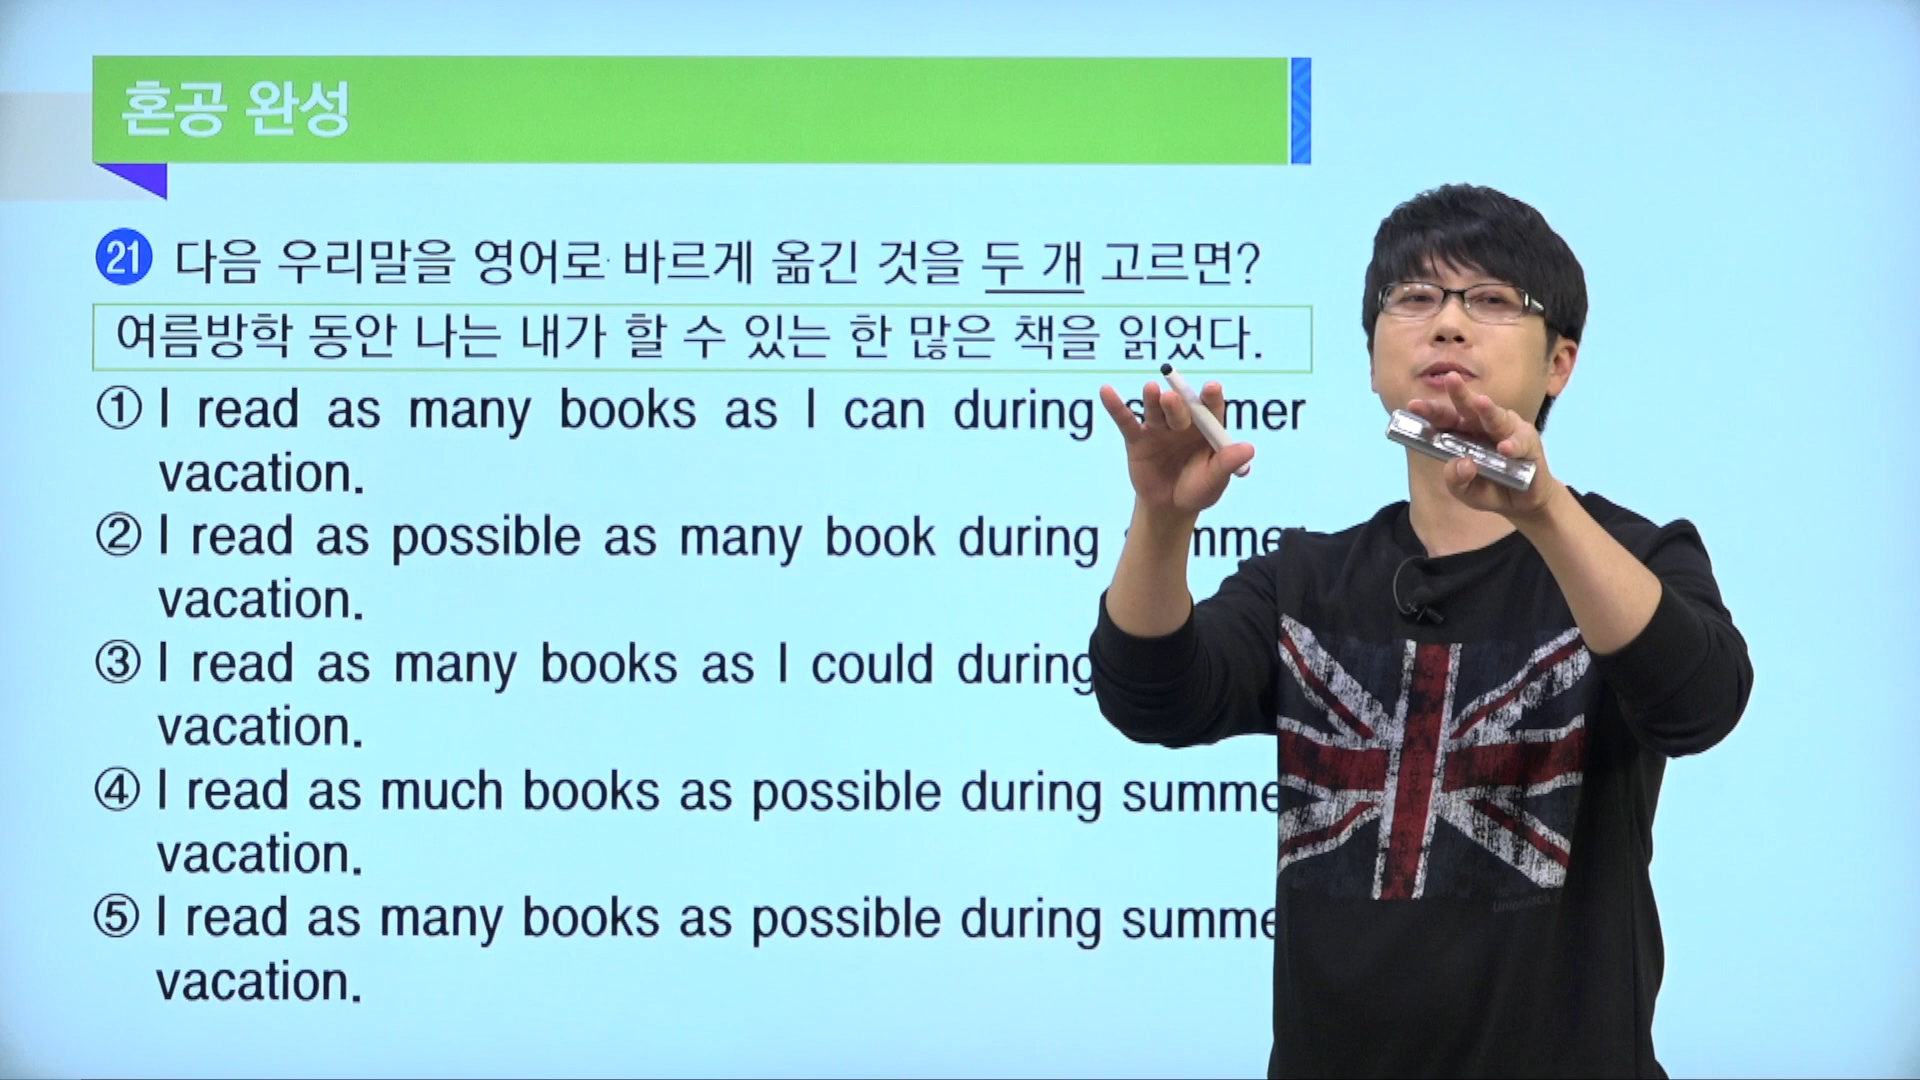 혼공 완성
21 다음 우리말을 영어로 바르게 옮긴 것을 두 개 고르면?
여름방학 동안 나는 내가 할 수 있는 한 많은 책을 읽었다.
① I read as many books as I can during
vacation.
② I read as possible as many book during
vacation.
③ I read as many books as I could during
vacation.
④ I read as much books as possible during summe
vacation.
⑤ I read as many books as possible during summe
vacation.